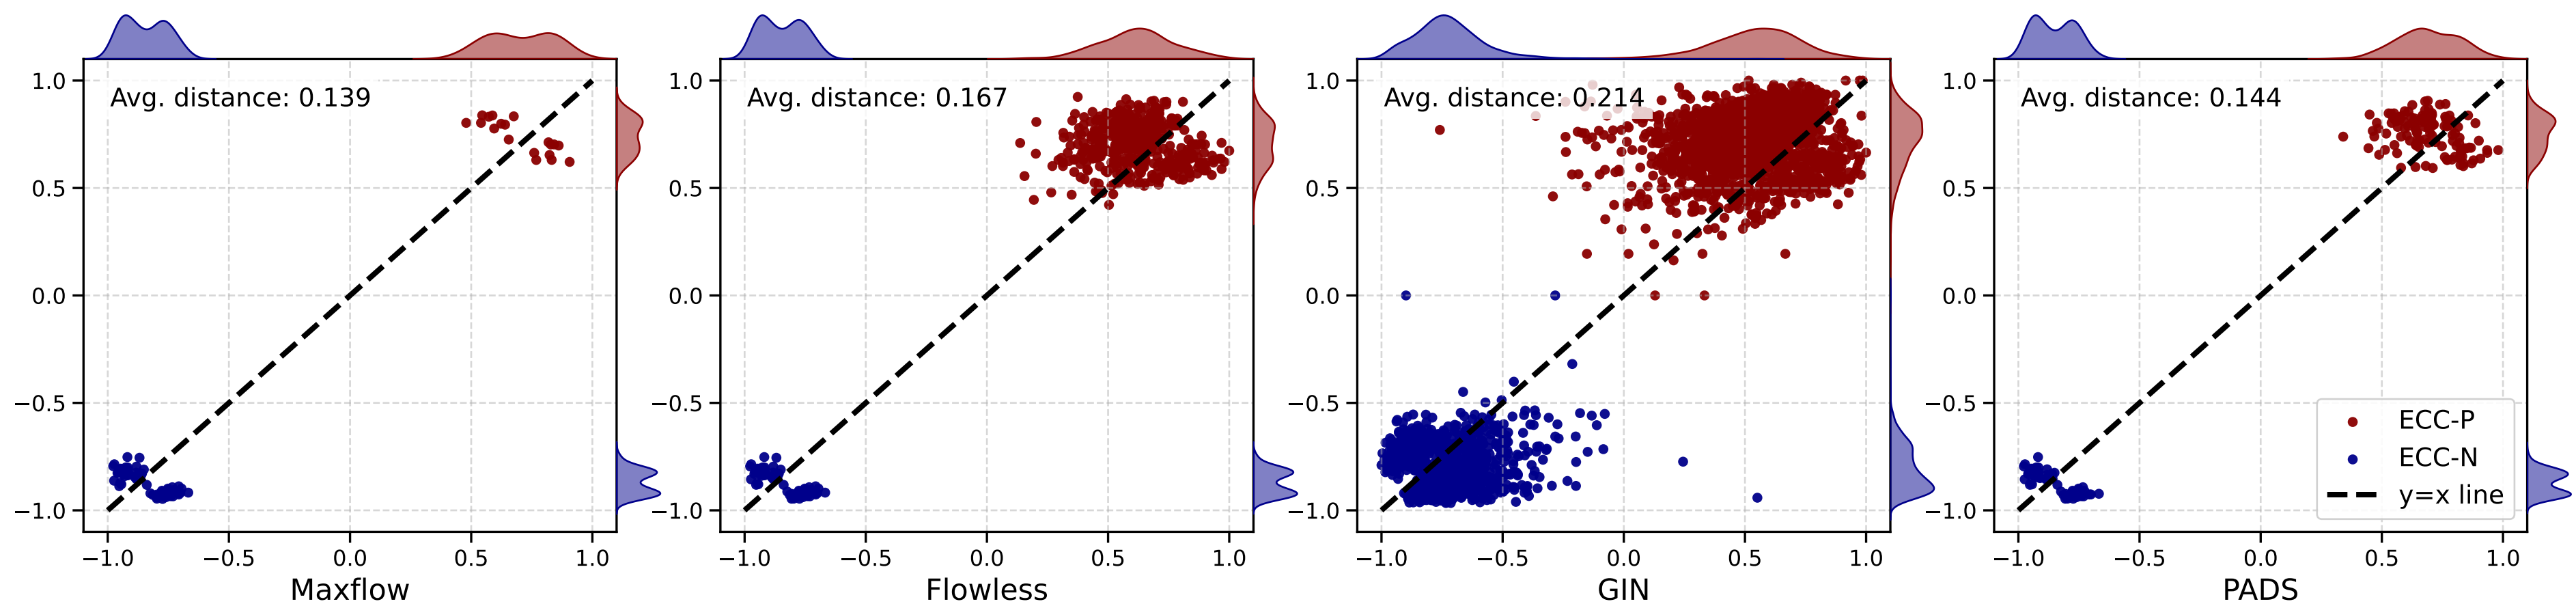 Avg. distance: 0.139
1.0
0.5
0.0
−0.5
−1.0
−1.0 −0.5 0.0 0.5 1.0
Maxflow
Avg. distance: 0.167
1.0
0.5
0.0
−0.5
−1.0
−1.0 −0.5 0.0 0.5 1.0
Flowless
Avg. distance: 0.214
1.0
0.5
0.0
−0.5
−1.0
−1.0 −0.5 0.0 0.5 1.0
GIN
Avg. distance: 0.144
1.0
0.5
0.0
−0.5
−1.0
ECC-P
ECC-N
y=x line
−1.0 −0.5 0.0 0.5 1.0
PADS